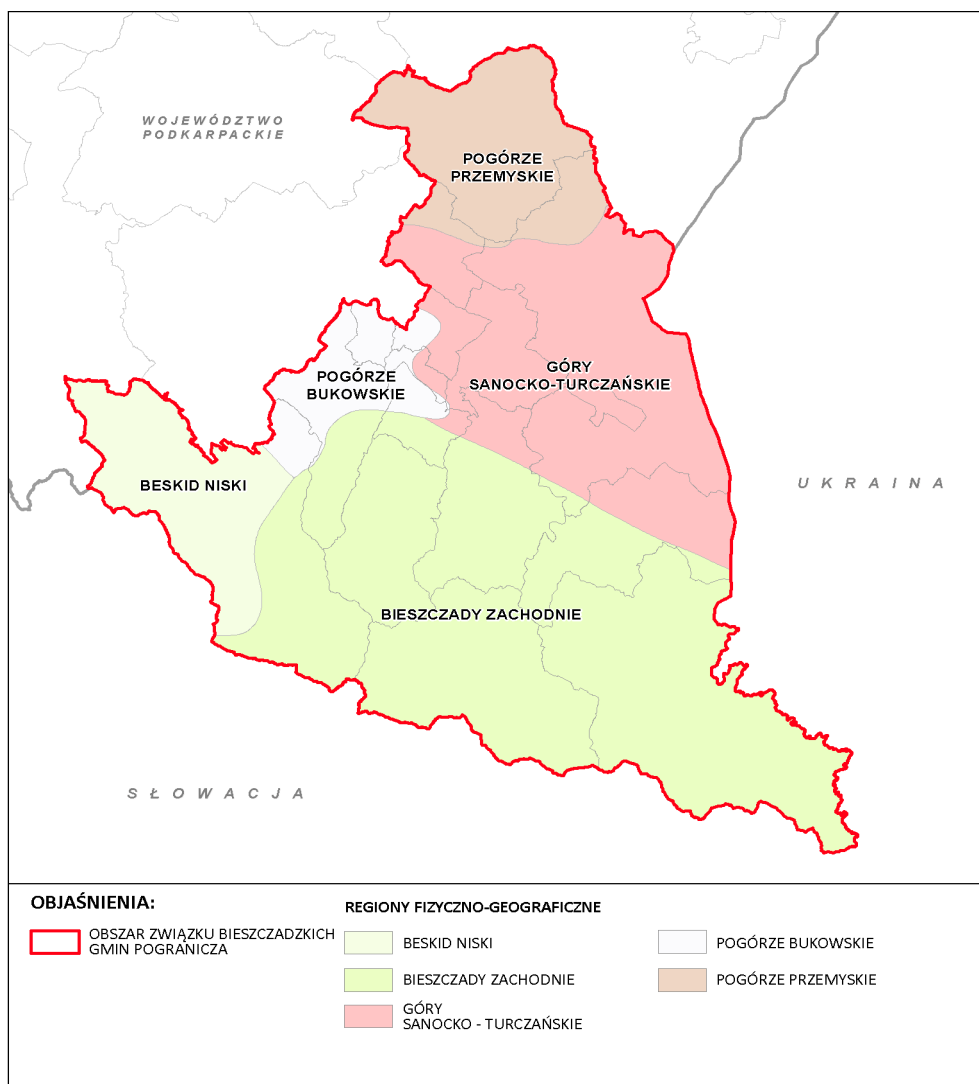 WOJEWÓDZTWO
PODKARPACKIE
POGÓRZE
PRZEMYSKIE
GÓRY
SANOCKO-TURCZAŃSKIE
POGÓRZE
BUKOWSKIE
BESKID NISKI
UKRAINA
BIESZCZADY ZACHODNIE
SŁOWACJA
OBJAŚNIENIA:
OBSZAR ZWIĄZKU BIESZCZADZKICH
GMIN POGRANICZA
REGIONY FIZYCZNO-GEOGRAFICZNE
BESKID NISKI
BIESZCZADY ZACHODNIE
GÓRY
SANOCKO - TURCZAŃSKIE
POGÓRZE BUKOWSKIE
POGÓRZE PRZEMYSKIE